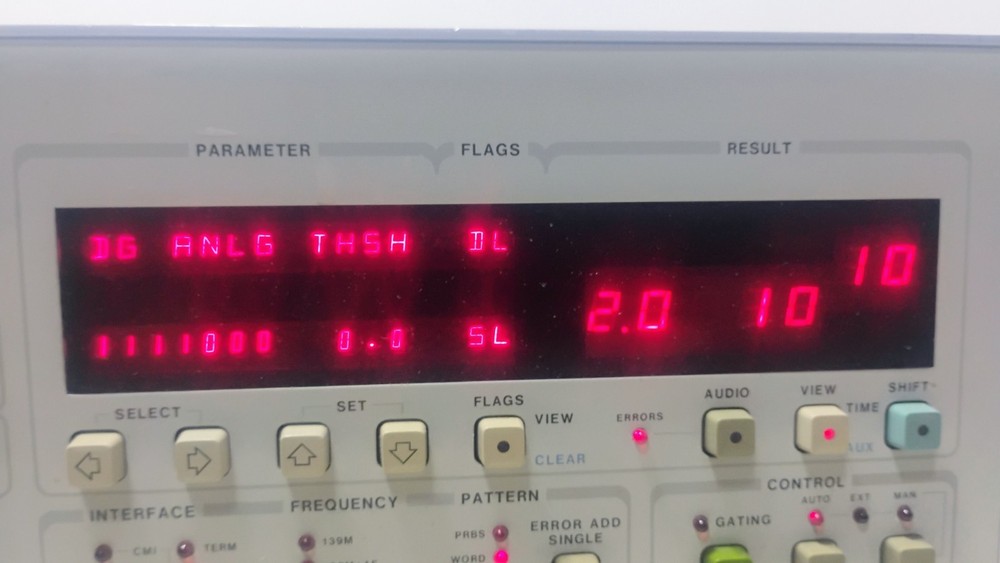 PARAMETER FLAGS RESULT
DG ANLG THSH DL
10
2.0 10
1111000 0.0 SL
SELECT SET FLAGS AUDIO VIEW SHIFT
VIEW ERRORS TIME
CLEAR AUX
INTERFACE FREQUENCY PATTERN CONTROL
AUTO EXT MAN
PRBS ERROR ADD GATING
SINGLE
CMI TERM 139M
WORD